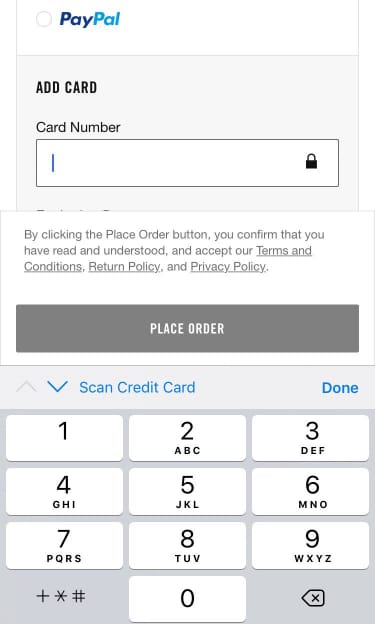 PayPal
ADD CARD
Card Number
By clicking the Place Order button, you confirm that you
have read and understood, and accept our Terms and
Conditions, Return Policy, and Privacy Policy.
PLACE ORDER
Scan Credit Card Done
1 2 3
ABC DEF
4 5 6
GHI JKL MNO
7 8 9
PQRS TUV WXYZ
+*# 0